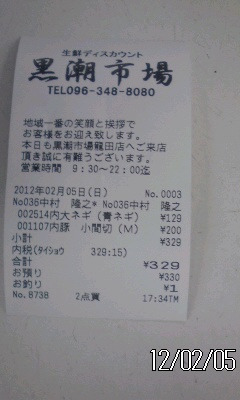 生鮮ディスカウント
黒潮市場
TEL096-348-8080
地域一番の笑顔と挨拶で
お客様をお迎え致します。
本日も黒潮市場龍田店へご来店
頂き誠に有難うございます。
営業時間 9:30~22:00迄
2012年02月05日(日) No.0003
No036中村 隆之* No036中村 隆之
002514内大ネギ(青ネギ) ¥129
001107内豚 小間切(M) ¥200
小計 ¥329
内税(タイショウ 329:15)
合計 ¥329
お預り ¥330
お釣り ¥1
No.8738 2点買 17:34TM
12/02/05